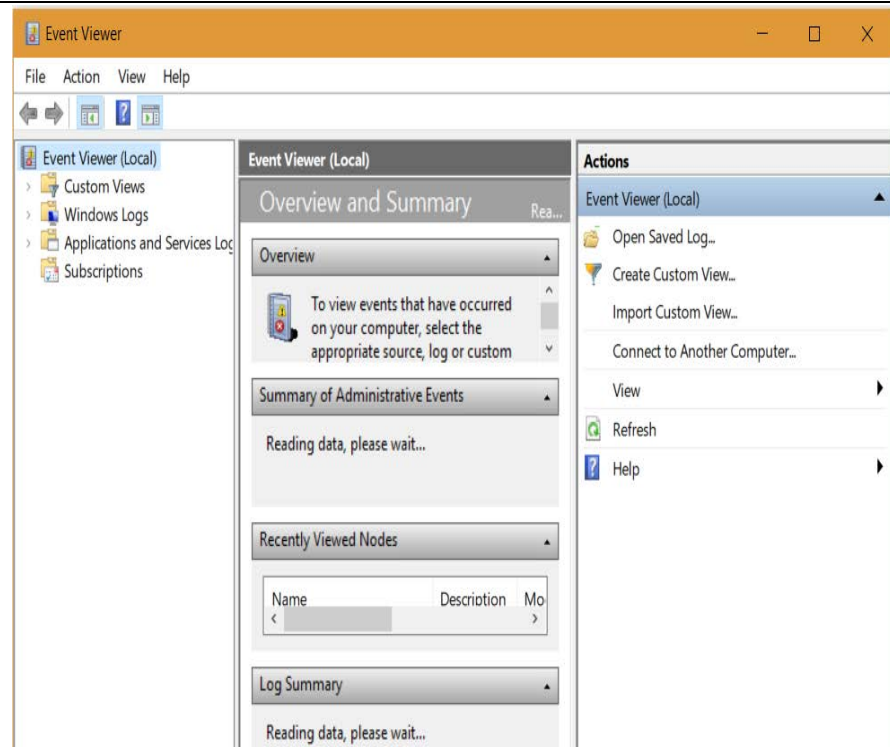 Event Viewer
File Action View Help
Event Viewer (Local)
Custom Views
Windows Logs
Applications and Services Log
Subscriptions
Event Viewer (Local)
Overview and Summary Rea...
Overview
To view events that have occurred
on your computer, select the
appropriate source, log or custom
Summary of Administrative Events
Reading data, please wait...
Recently Viewed Nodes
Name Description Mo
Log Summary
Reading data, please wait...
Actions
Event Viewer (Local)
Open Saved Log...
Create Custom View...
Import Custom View...
Connect to Another Computer...
View
Refresh
Help